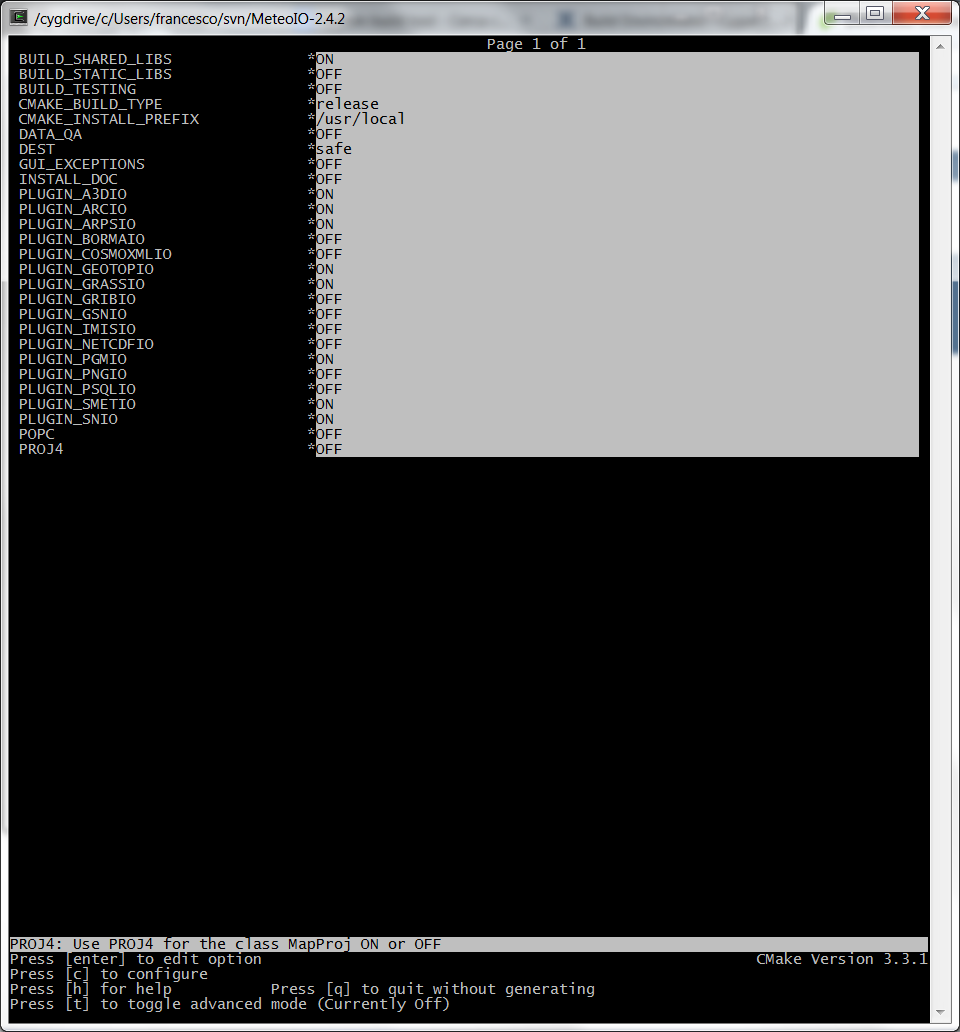 /cygdrive/c/Users/francesco/svn/MeteoIO-2.4.2
Page 1 of 1
BUILD_SHARED_LIBS *ON
BUILD_STATIC_LIBS *OFF
BUILD_TESTING *OFF
CMAKE_BUILD_TYPE *release
CMAKE_INSTALL_PREFIX */usr/local
DATA_QA *OFF
DEST *safe
GUI_EXCEPTIONS *OFF
INSTALL_DOC *OFF
PLUGIN_A3DIO *ON
PLUGIN_ARCIO *ON
PLUGIN_ARPSIO *ON
PLUGIN_BORMAIO *OFF
PLUGIN_COSMOXMLIO *OFF
PLUGIN_GEOTOPIO *ON
PLUGIN_GRASSIO *ON
PLUGIN_GRIBIO *OFF
PLUGIN_GSNIO *OFF
PLUGIN_IMISIO *OFF
PLUGIN_NETCDFIO *OFF
PLUGIN_PGMIO *ON
PLUGIN_PNGIO *OFF
PLUGIN_PSQLIO *OFF
PLUGIN_SMETIO *ON
PLUGIN_SNIO *ON
POPC *OFF
PROJ4 *OFF
PROJ4: Use PROJ4 for the class MapProj ON or OFF
Press [enter] to edit option CMake Version 3.3.1
Press [c] to configure
Press [h] for help Press [q] to quit without generating
Press [t] to toggle advanced mode (Currently Off)